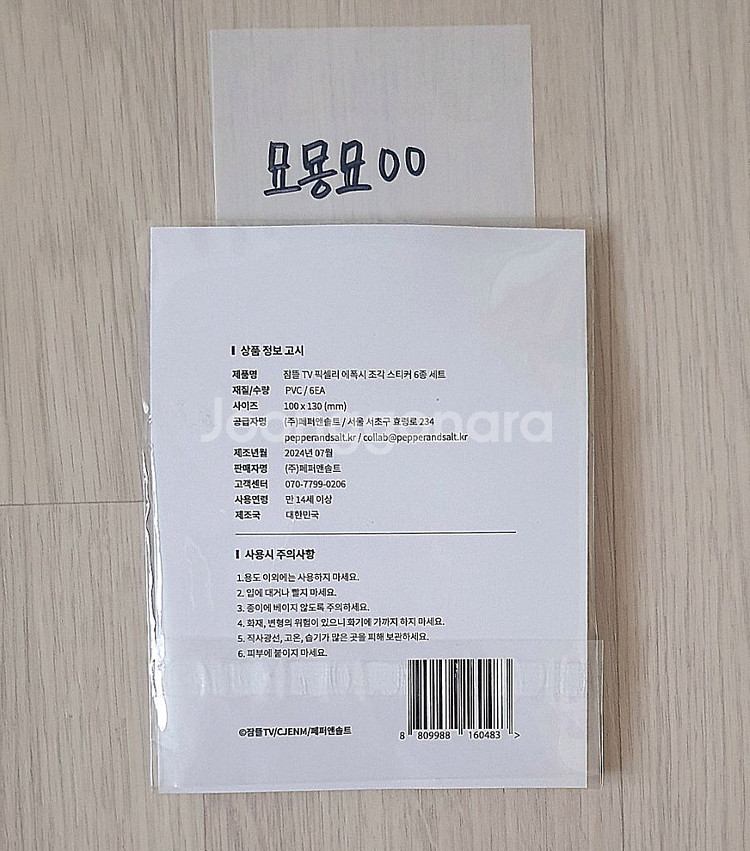 묘묭묘00
상품 정보 고시
제품명 잠뜰 TV 픽셀리 에폭시 조각 스티커 6종 세트
재질/수량 PVC / 6EA
사이즈 100 x 130 (mm)
공급자명 (주)페퍼앤솔트 / 서울 서초구 효령로 234
pepperandsalt.kr / collab@pepperandsalt.kr
Joonggonara
제조년월 2024년 07월
판매자명 (주)페퍼앤솔트
고객센터 070-7799-0206
사용연령 만 14세 이상
제조국 대한민국
사용시 주의사항
1.용도 이외에는 사용하지 마세요.
2. 입에 대거나 빨지 마세요.
3. 종이에 베이지 않도록 주의하세요.
4. 화재, 변형의 위험이 있으니 화기에 가까지 하지 마세요.
5. 직사광선, 고온, 습기가 많은 곳을 피해 보관하세요.
6. 피부에 붙이지 마세요.
©잠뜰TV/CJENM/페퍼앤솔트
8 809988 160483 >